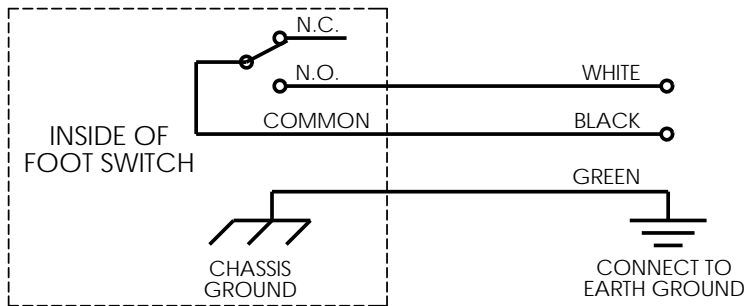 N.C.
N.O.
WHITE
COMMON
BLACK
INSIDE OF
FOOT SWITCH
GREEN
CHASSIS
GROUND
CONNECT TO
EARTH GROUND